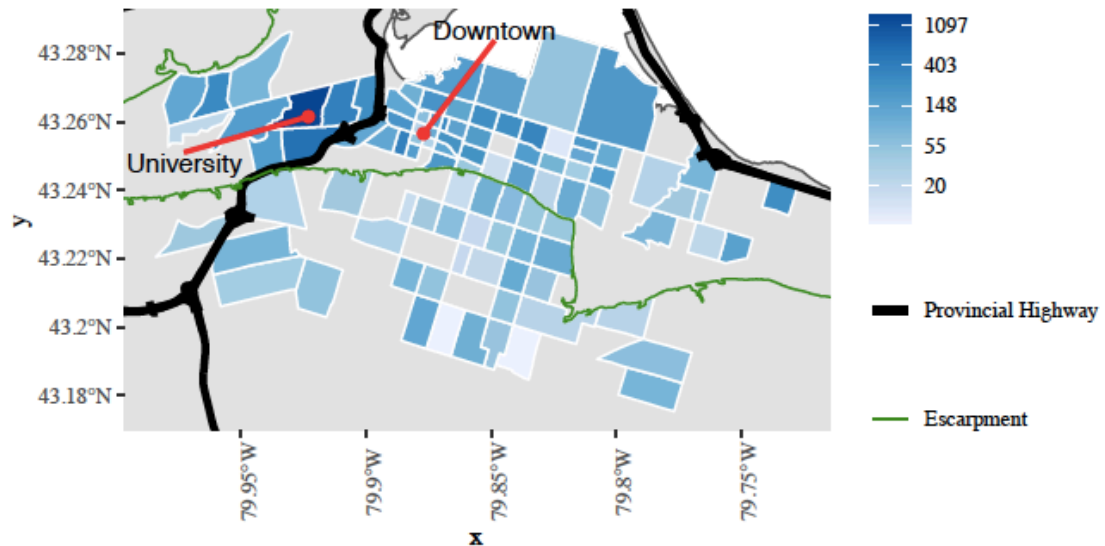 Downtown
University
43.28°N
43.26°N
43.24°N
43.22°N
43.2°N
43.18°N
y
79.95°W
79.9°W
79.85°W
79.8°W
79.75°W
x
1097
403
148
55
20
Provincial Highway
Escarpment